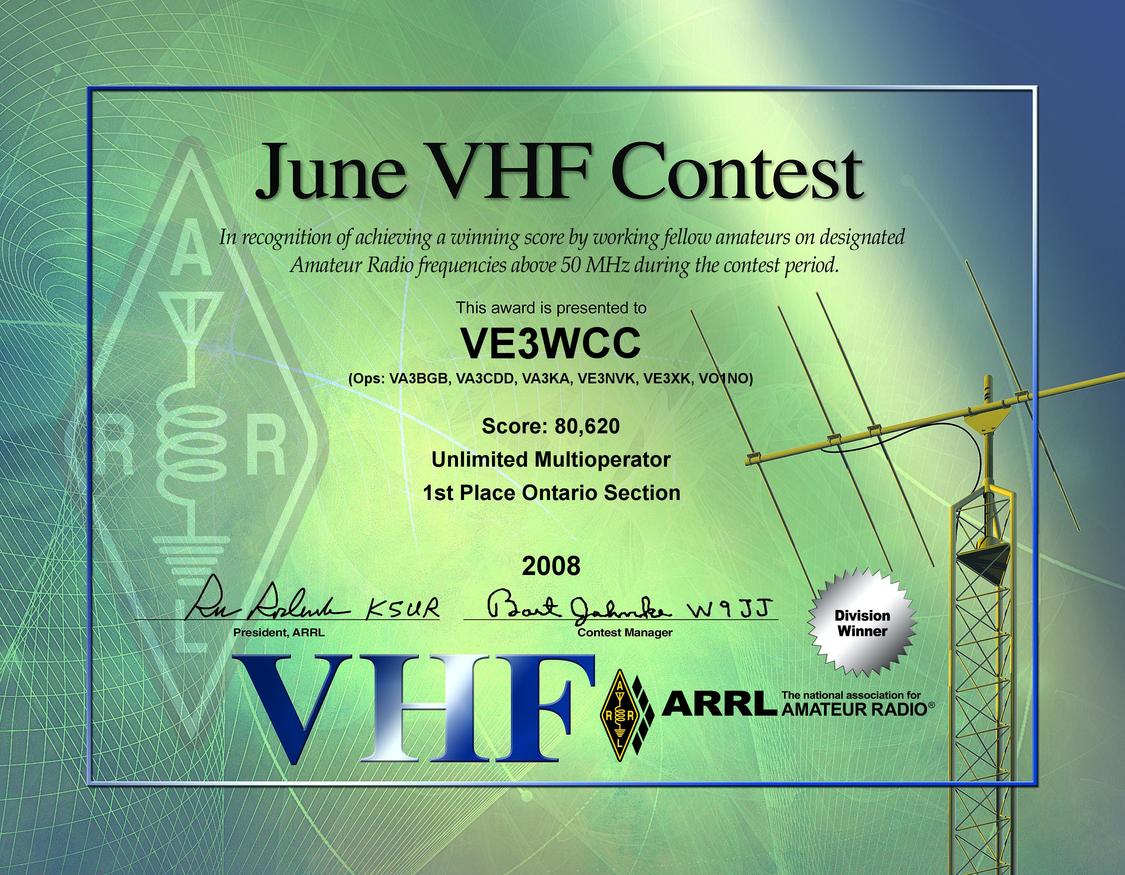 June VHF Contest
In recognition of achieving a winning score by working fellow amateurs on designated
Amateur Radio frequencies above 50 MHz during the contest period.
This award is presented to
VE3WCC
(Ops: VA3BGB, VA3CDD, VA3KA, VE3NVK, VE3XK, VO1NO)
Score: 80,620
Unlimited Multioperator
1st Place Ontario Section
2008
K5UR
Bart Jahnke W9JJ
President, ARRL
Contest Manager
Division
Winner
VHF
A
R R
L
ARRL The national association for
AMATEUR RADIO®
A
R R
L